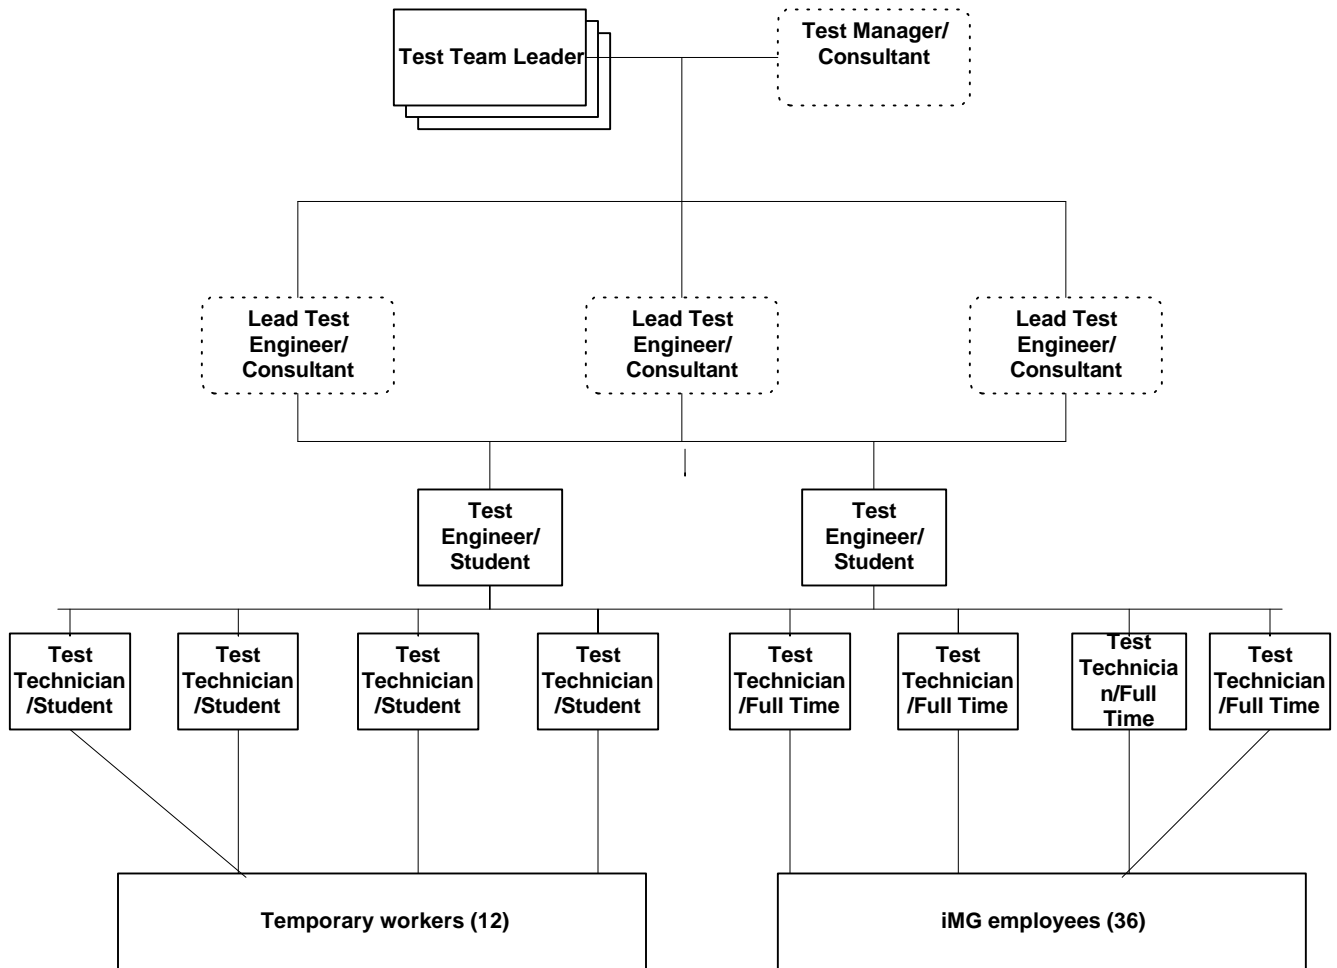 Test Team Leader
Test Manager/
Consultant
Lead Test
Engineer/
Consultant
Lead Test
Engineer/
Consultant
Lead Test
Engineer/
Consultant
Test
Engineer/
Student
Test
Engineer/
Student
Test
Technician
/Student
Test
Technician
/Student
Test
Technician
/Student
Test
Technician
/Student
Test
Technician
/Full Time
Test
Technician
/Full Time
Test
Technicia
n/Full
Time
Test
Technician
/Full Time
Temporary workers (12)
iMG employees (36)